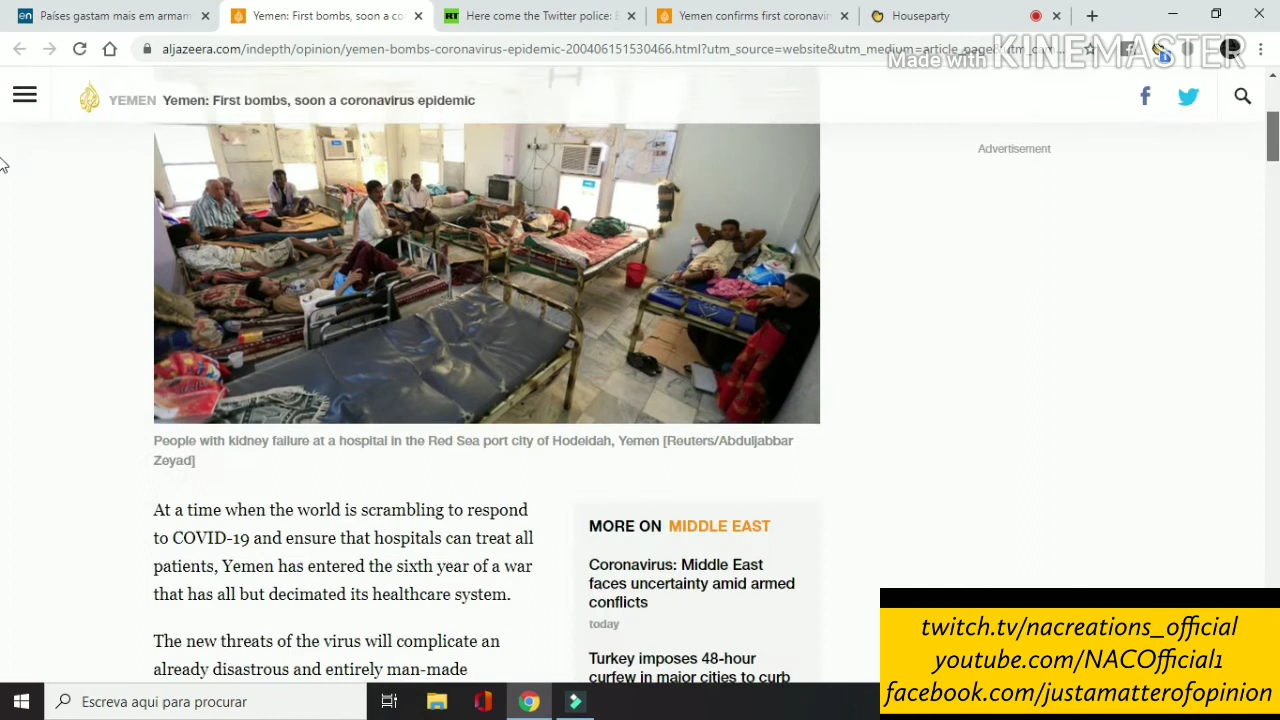 Países gastam mais em armam
Yemen: First bombs, soon a co
Here come the Twitter police: E
Yemen confirms first coronavir
Houseparty
aljazeera.com/indepth/opinion/yemen-bombs-coronavirus-epidemic-200406151530466.html?utm_source=website&utm_medium=article_page&utm_c
Made with KINEMASTER
YEMEN Yemen: First bombs, soon a coronavirus epidemic
Advertisement
People with kidney failure at a hospital in the Red Sea port city of Hodeidah, Yemen [Reuters/Abduljabbar
Zeyad]
At a time when the world is scrambling to respond
to COVID-19 and ensure that hospitals can treat all
patients, Yemen has entered the sixth year of a war
that has all but decimated its healthcare system.
The new threats of the virus will complicate an
already disastrous and entirely man-made
MORE ON MIDDLE EAST
Coronavirus: Middle East
faces uncertainty amid armed
conflicts
today
Turkey imposes 48-hour
curfew in major cities to curb
twitch.tv/nacreations_official
youtube.com/NACOfficial1
facebook.com/justamatterofopinion
Escreva aqui para procurar